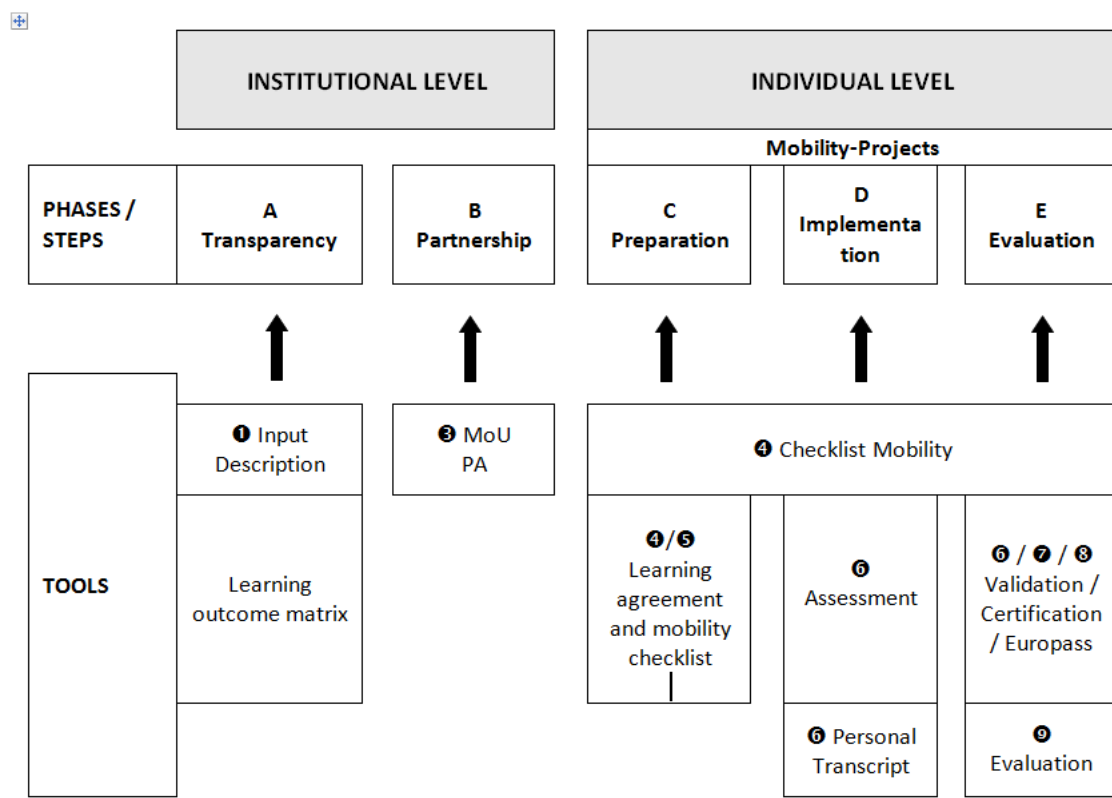 INSTITUTIONAL LEVEL
INDIVIDUAL LEVEL
Mobility-Projects
PHASES /
STEPS
A
Transparency
B
Partnership
C
Preparation
D
Implementa
tion
E
Evaluation
TOOLS
❶ Input
Description
❸ MoU
PA
❹ Checklist Mobility
Learning
outcome matrix
❹/❺
Learning
agreement
and mobility
checklist
❻
Assessment
❻ / ❼ / ❽
Validation /
Certification
/ Europass
❻ Personal
Transcript
❾
Evaluation